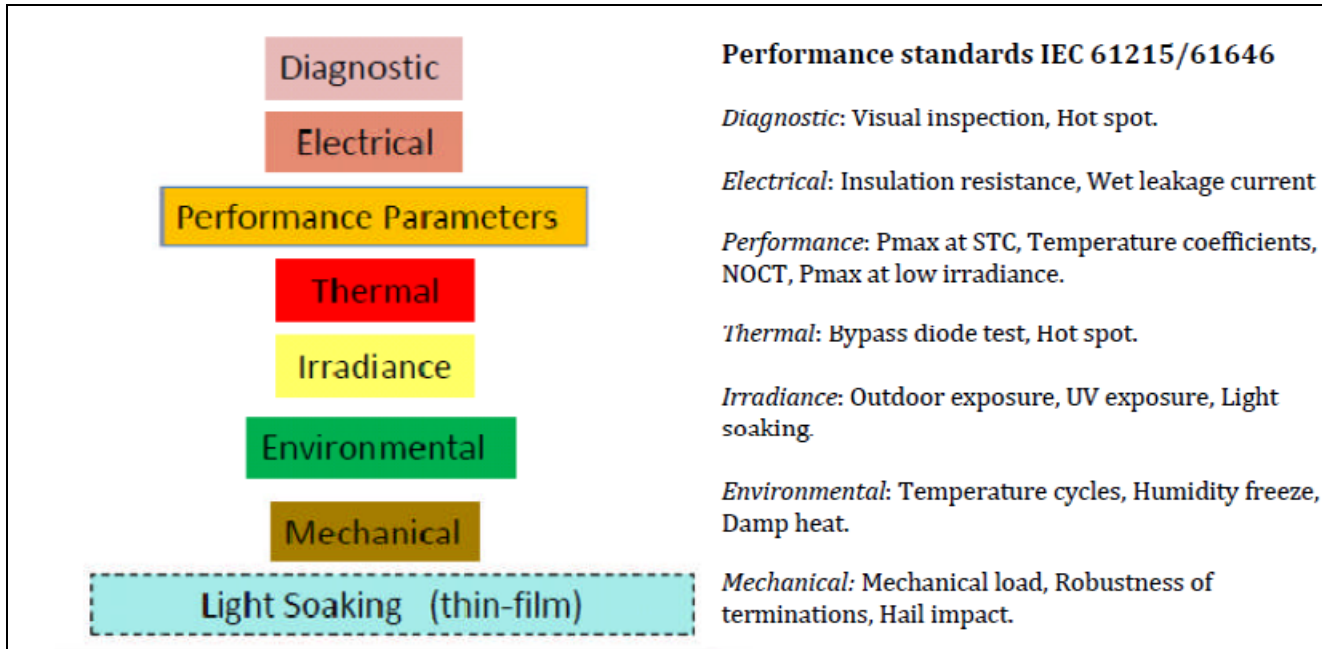 Diagnostic
Electrical
Performance Parameters
Thermal
Irradiance
Environmental
Mechanical
Light Soaking (thin-film)
Performance standards IEC 61215/61646
Diagnostic: Visual inspection, Hot spot.
Electrical: Insulation resistance, Wet leakage current
Performance: Pmax at STC, Temperature coefficients,
NOCT, Pmax at low irradiance.
Thermal: Bypass diode test, Hot spot.
Irradiance: Outdoor exposure, UV exposure, Light
soaking.
Environmental: Temperature cycles, Humidity freeze,
Damp heat.
Mechanical: Mechanical load, Robustness of
terminations, Hail impact.